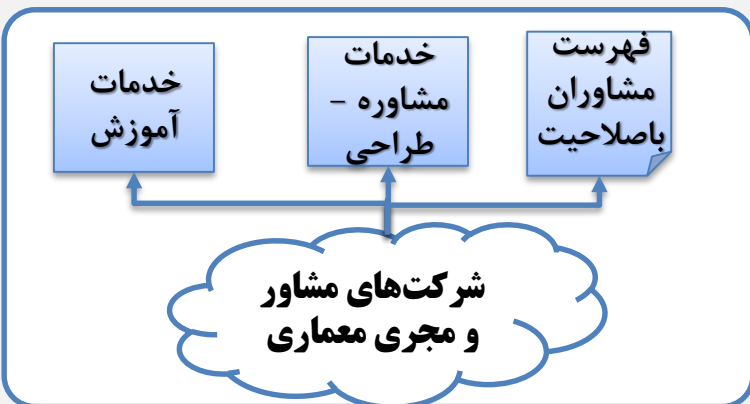 فهرست
مشاوران
باصلاحیت
خدمات
مشاوره -
طراحی
خدمات
آموزش
شرکت‌های مشاور
و مجری معماری